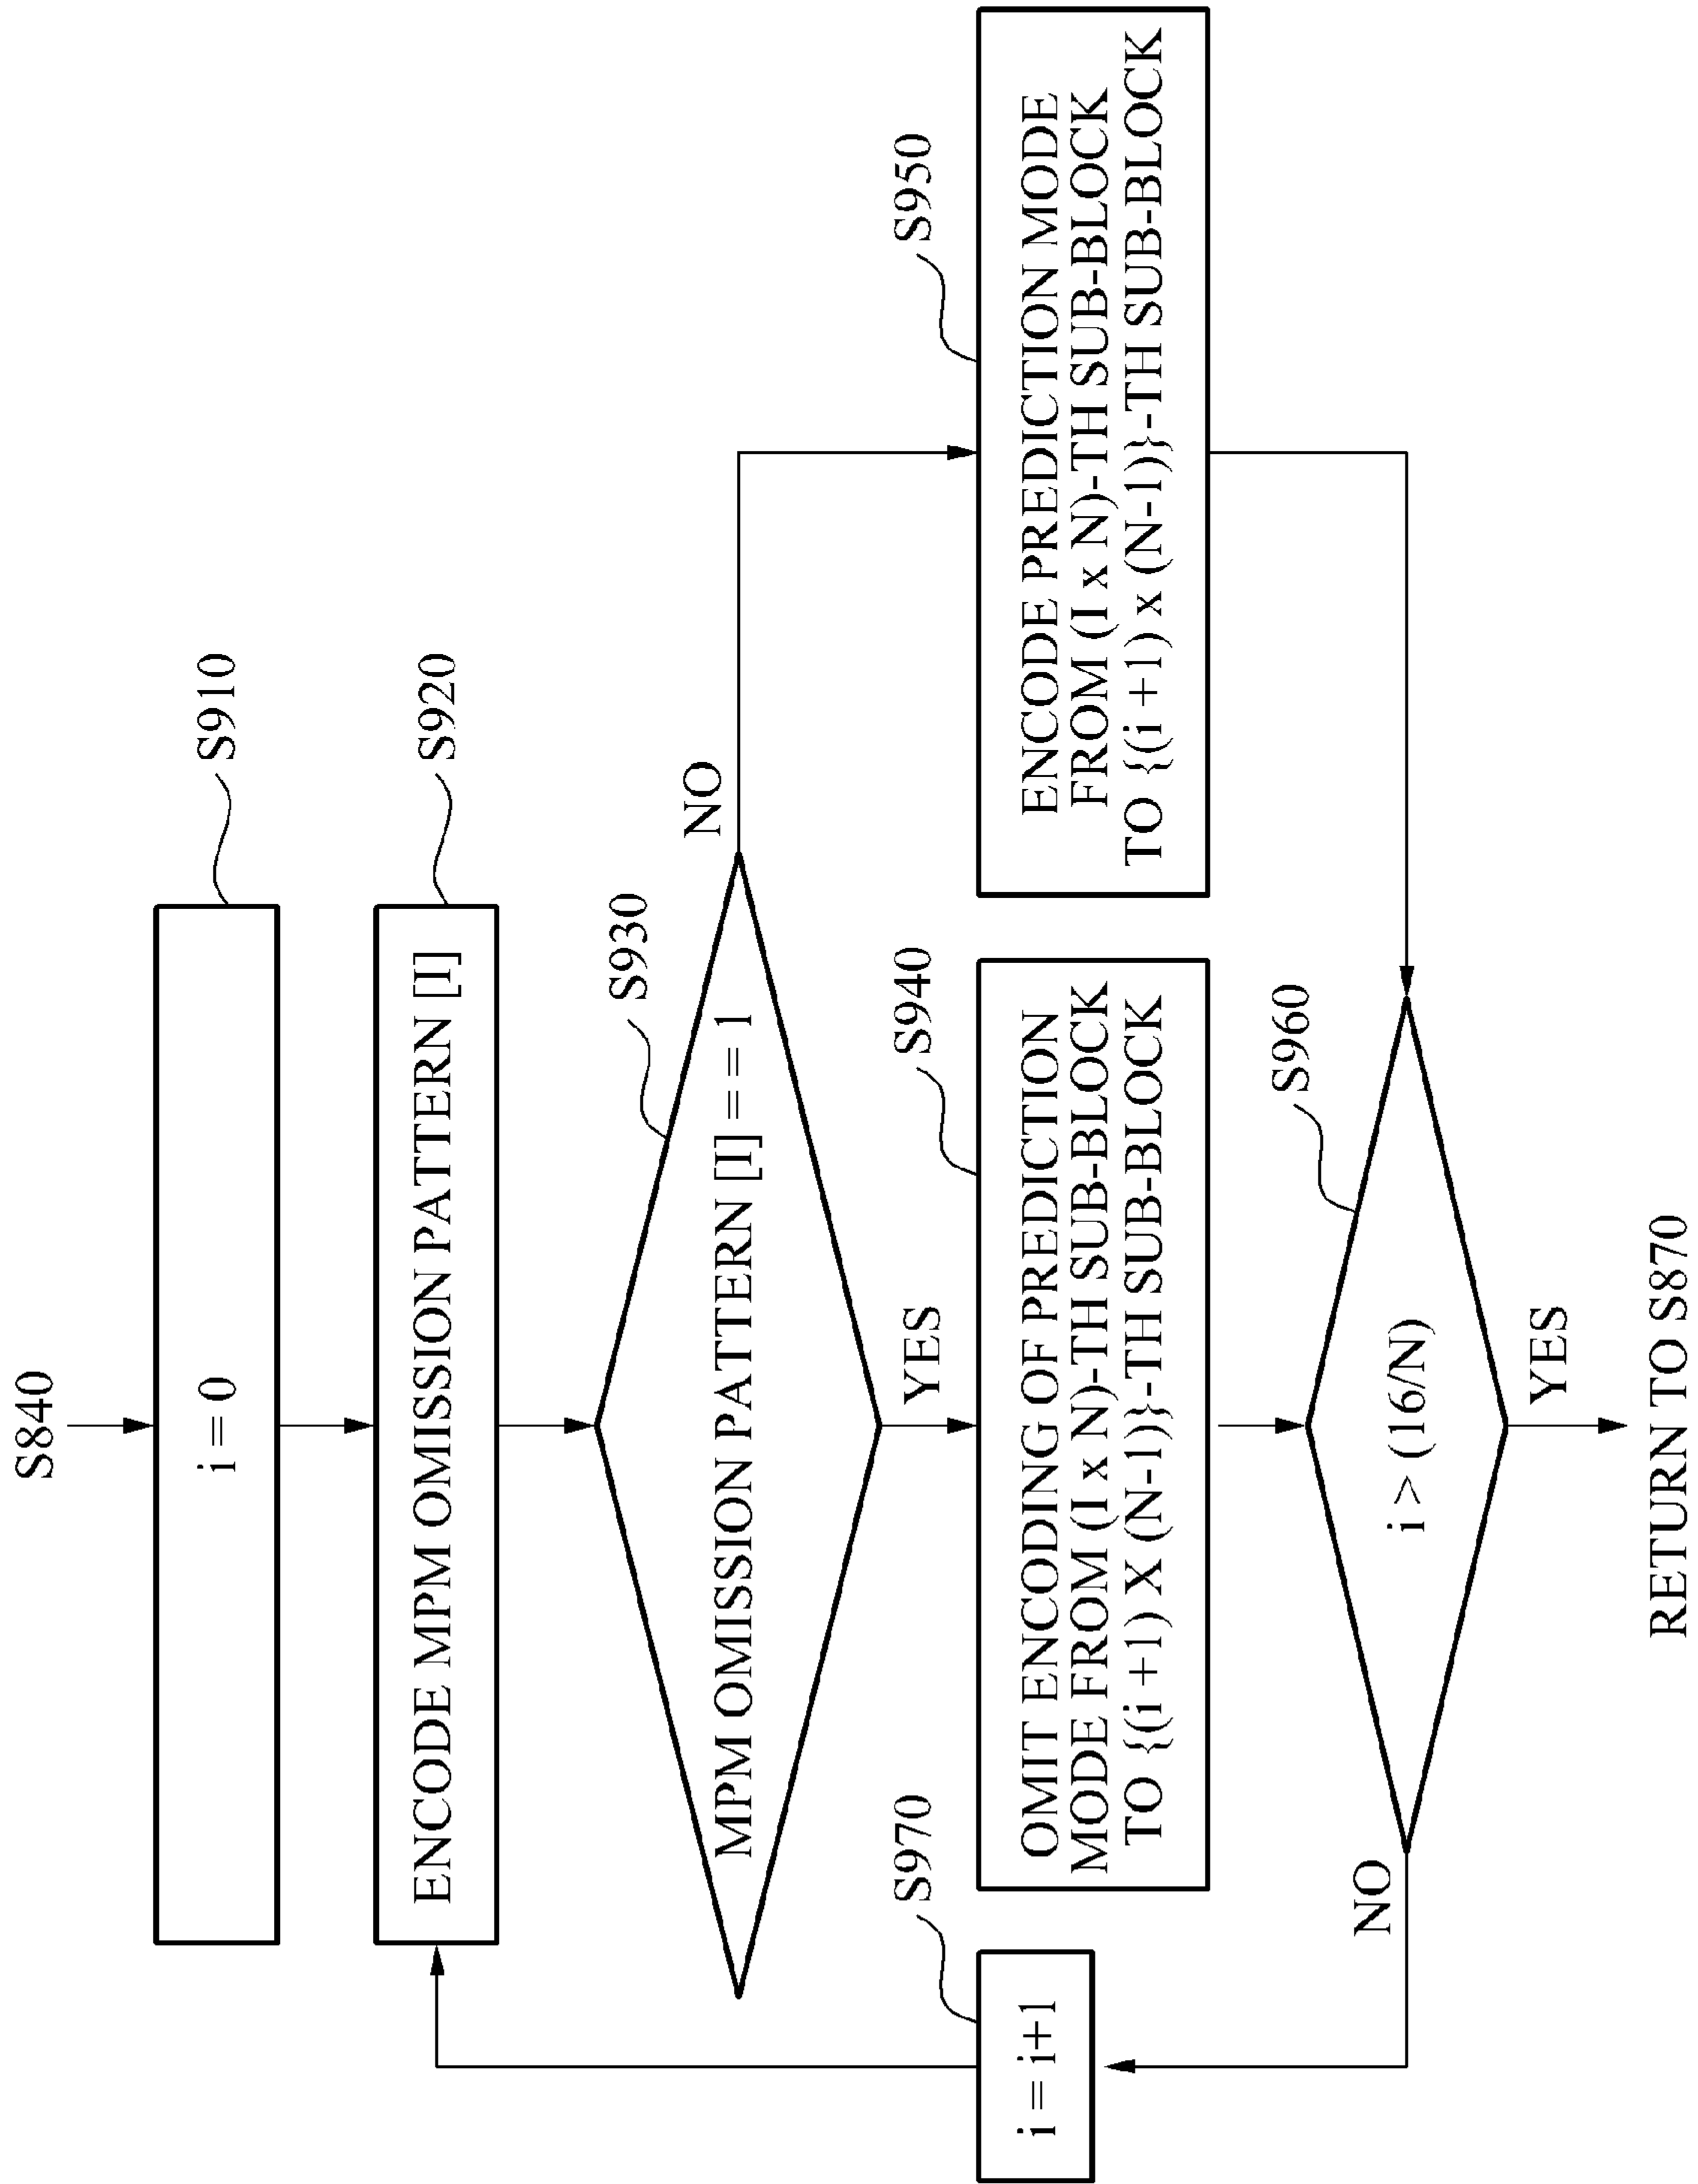 S840
i = 0
S910
ENCODE MPM OMISSION PATTERN [I]
S920
MPM OMISSION PATTERN [I] = = 1
S930
NO
YES
OMIT ENCODING OF PREDICTION
MODE FROM (I x N)-TH SUB-BLOCK
TO {(i +1) X (N-1)}-TH SUB-BLOCK
S940
ENCODE PREDICTION MODE
FROM (I x N)-TH SUB-BLOCK
TO {(i +1) x (N-1)}-TH SUB-BLOCK
S950
i = i+1
S970
i > (16/N)
S960
NO
YES
RETURN TO S870